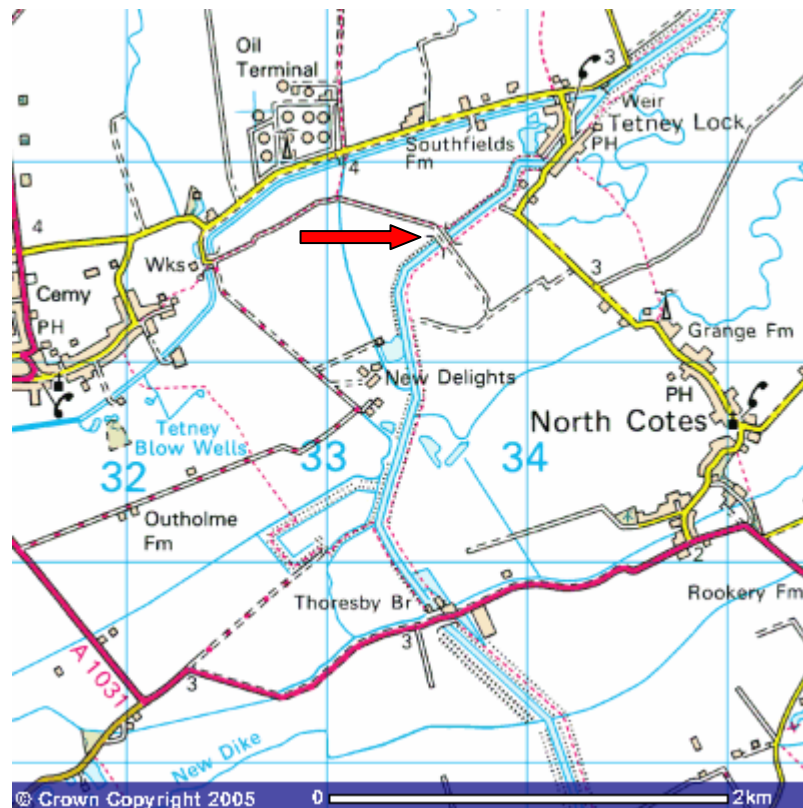 Oil
Terminal
3
Weir
Tetney Lock
PH
Southfields
Fm
4
4
Wks
3
Cemy
PH
Grange Fm
New Delights
PH
North Cotes
Tetney
Blow Wells
32
33
34
Outholme
Fm
2
Thoresby Br
Rookery Fm
3
A 1031
3
New Dike
© Crown Copyright 2005
0
2km